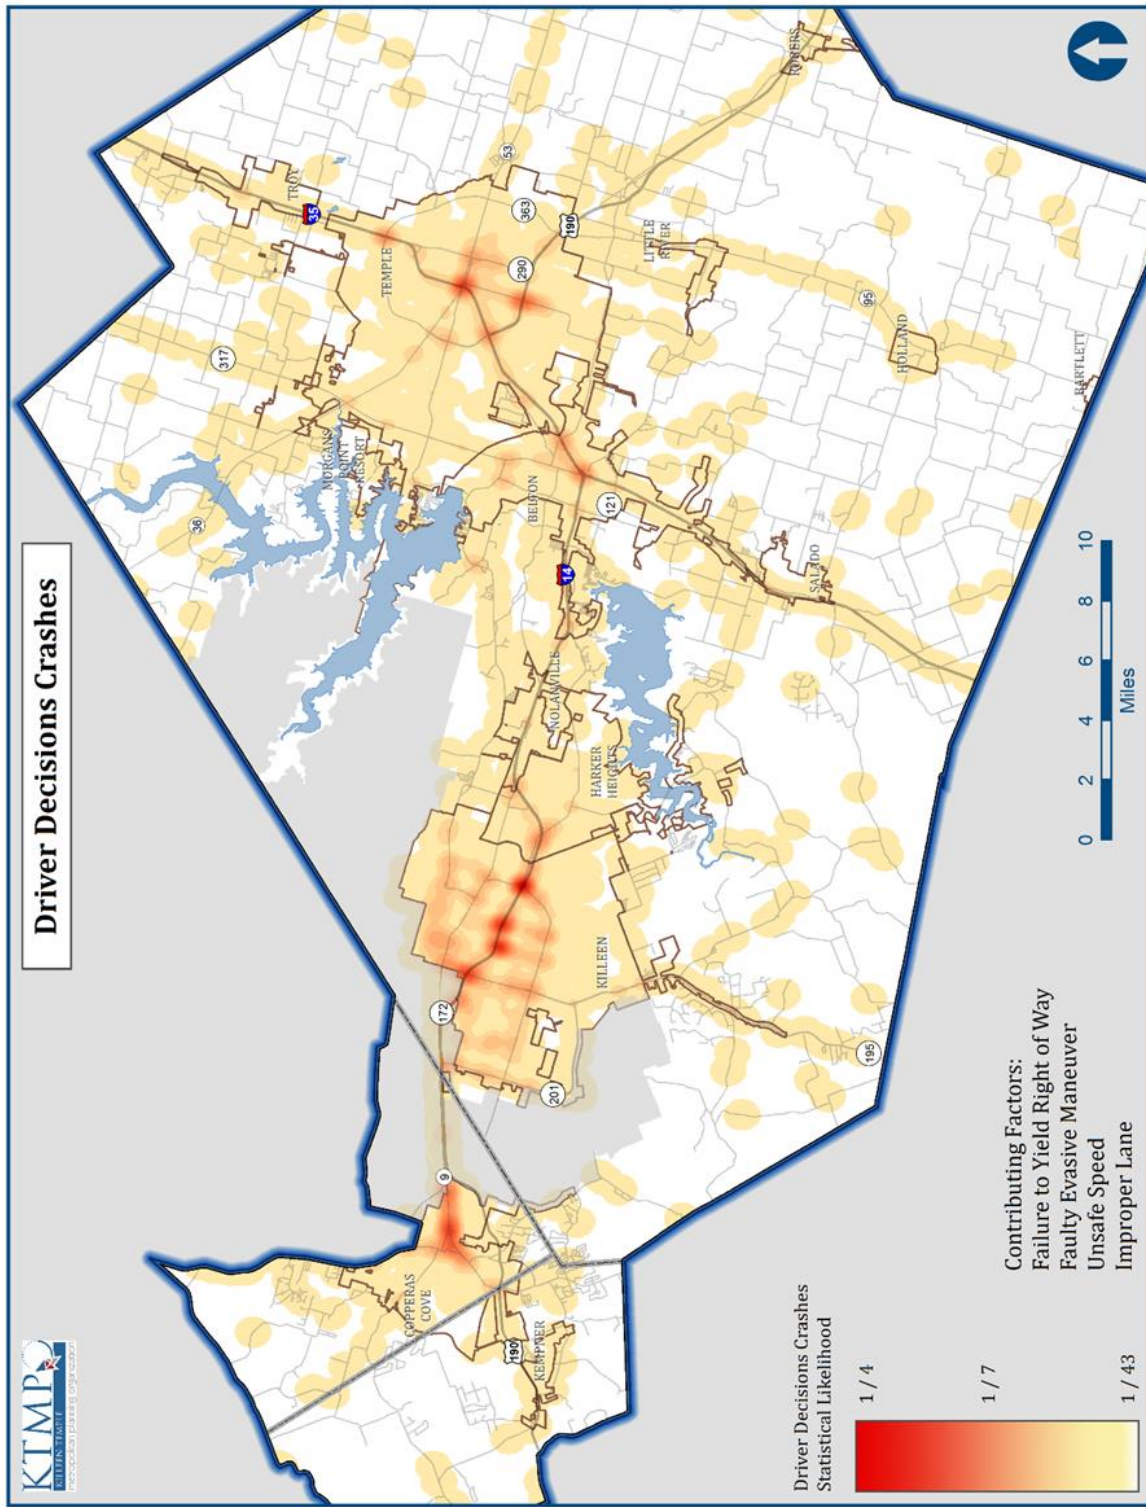 Driver Decisions Crashes
KTMPO
KILLEEN-TEMPLE
metropolitan planning organization
COPPERAS
COVE
KEMPNER
190
9
172
201
195
KILLEEN
HARKER
HEIGHTS
NOLANVILLE
14
BELTON
121
SALADO
36
MORGANS
POINT
RESORT
317
TEMPLE
TROY
35
53
363
290
190
LITTLE
RIVER
95
HOLLAND
BARTLETT
ROGERS
Driver Decisions Crashes
Statistical Likelihood
1 / 4
1 / 7
1 / 43
Contributing Factors:
Failure to Yield Right of Way
Faulty Evasive Maneuver
Unsafe Speed
Improper Lane
0 2 4 6 8 10
Miles